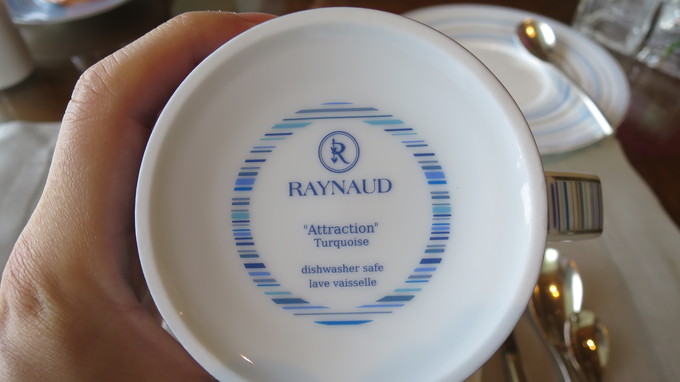 R
RAYNAUD
"Attraction"
Turquoise
dishwasher safe
lave vaisselle